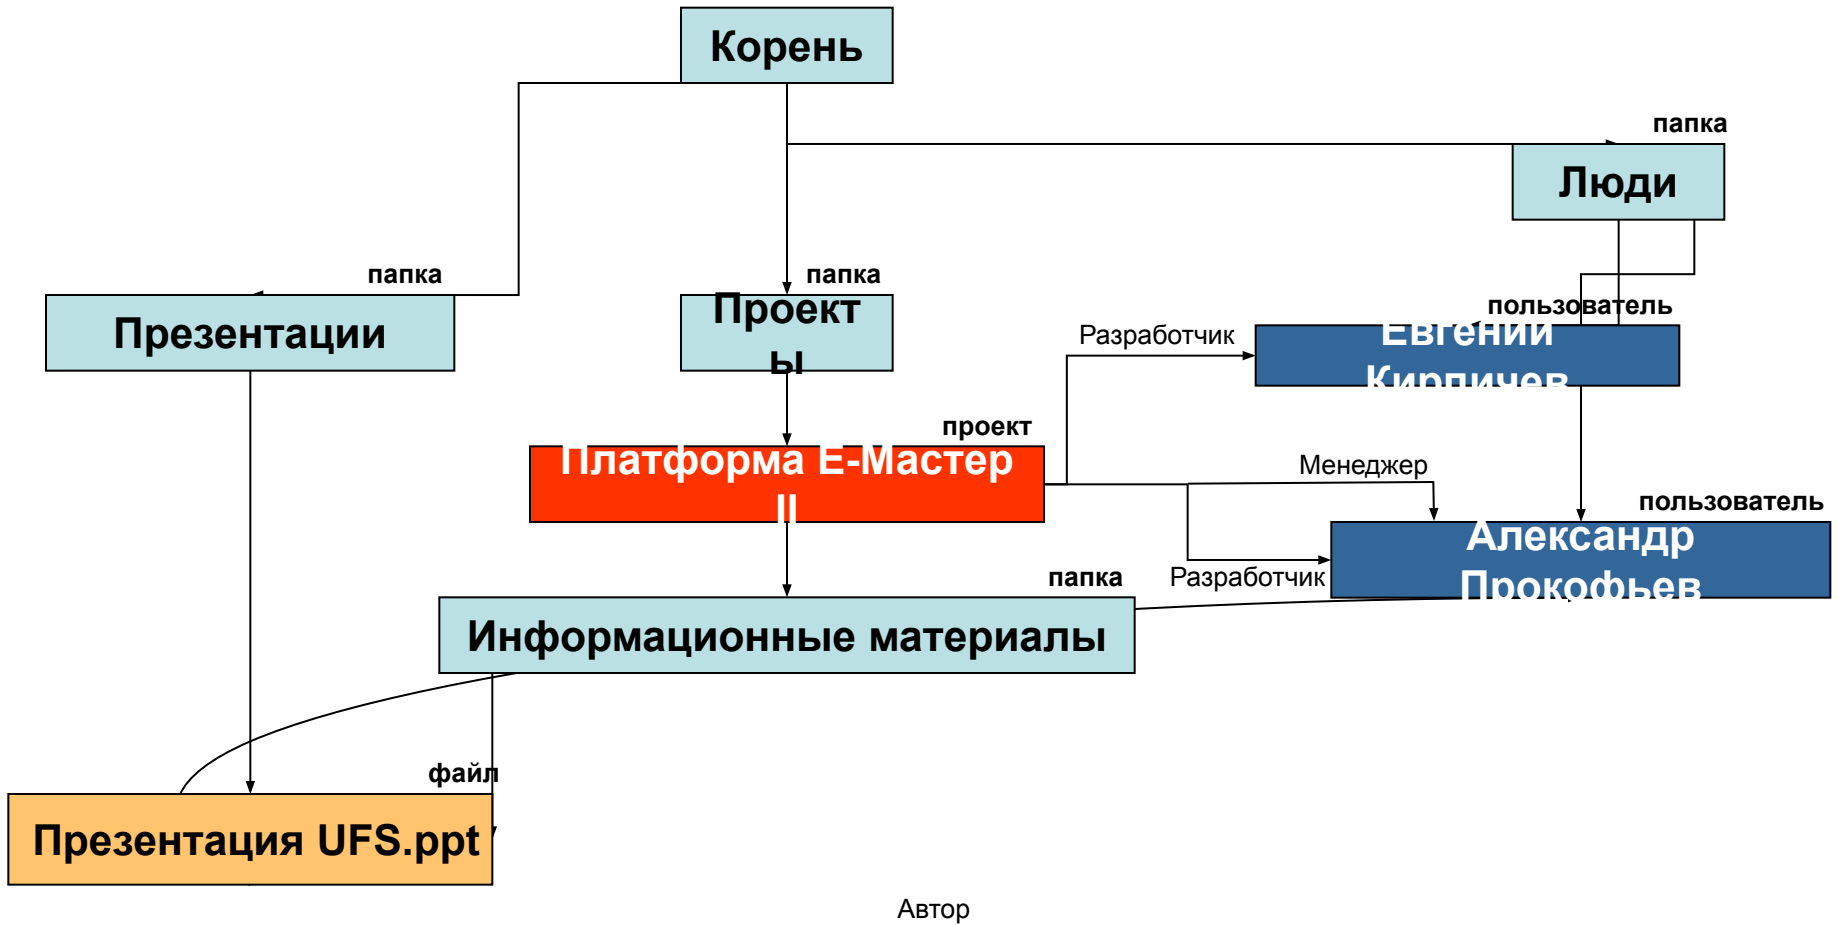 Корень
папка
Люди
папка
Презентации
папка
Проект
ы
пользователь
Евгений
Кирпичев
Разработчик
проект
Платформа Е-Мастер
II
Менеджер
пользователь
Александр
Прокофьев
Разработчик
папка
Информационные материалы
файл
Презентация UFS.ppt
Автор